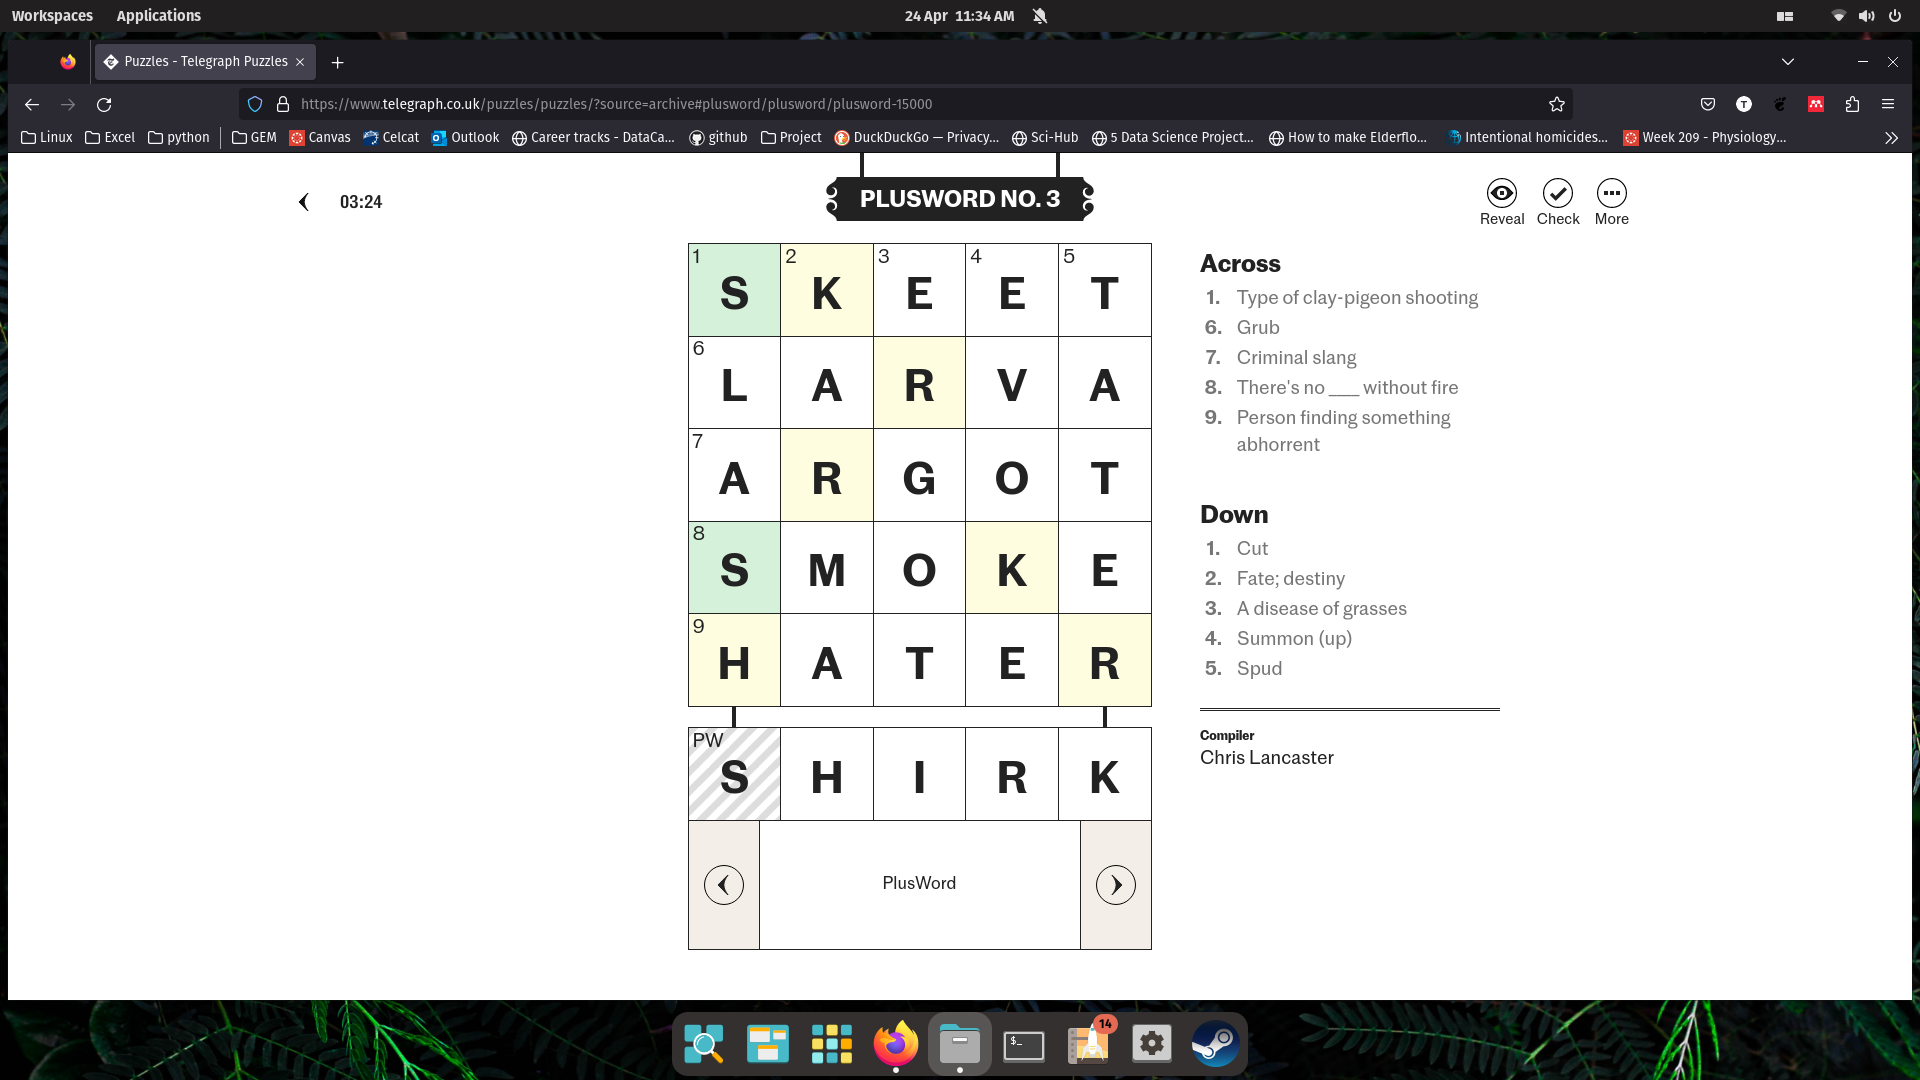 Workspaces Applications 24 Apr 11:34 AM
Puzzles - Telegraph Puzzles
https://www.telegraph.co.uk/puzzles/puzzles/?source=archive#plusword/plusword/plusword-15000
Linux Excel python GEM Canvas Celcat Outlook Career tracks - DataCa... github Project DuckDuckGo — Privacy... Sci-Hub 5 Data Science Project... How to make Elderflo... Intentional homicides... Week 209 - Physiology...
03:24
PLUSWORD NO. 3
Reveal Check More
1 S 2 K 3 E 4 E 5 T
6 L A R V A
7 A R G O T
8 S M O K E
9 H A T E R
PW S H I R K
PlusWord
Across
1. Type of clay-pigeon shooting
6. Grub
7. Criminal slang
8. There's no ___ without fire
9. Person finding something
abhorrent
Down
1. Cut
2. Fate; destiny
3. A disease of grasses
4. Summon (up)
5. Spud
Compiler
Chris Lancaster
$_
14